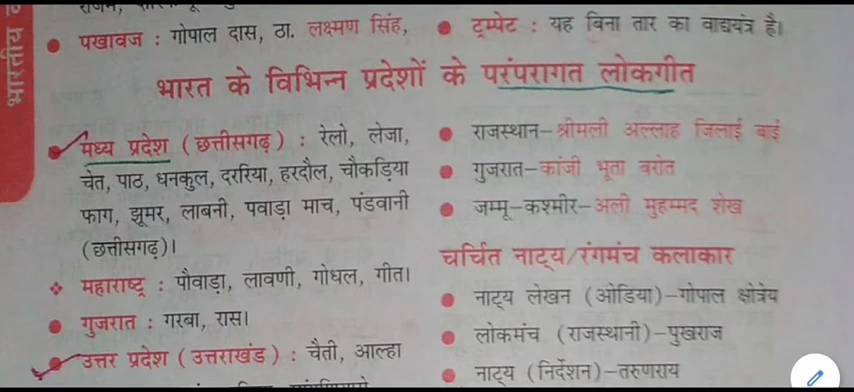 पखावज : गोपाल दास, ठा. लक्ष्मण सिंह,
ट्रम्पेट : यह बिना तार का वाद्ययंत्र है।
भारत के विभिन्न प्रदेशों के परंपरागत लोकगीत
मध्य प्रदेश (छत्तीसगढ़) : रेलो, लेजा,
चेत, पाठ, धनकुल, दररिया, हरदौल, चौकड़िया
फाग, झूमर, लाबनी, पवाड़ा माच, पंडवानी
(छत्तीसगढ़)।
महाराष्ट्र : पौवाड़ा, लावणी, गोधल, गीत।
गुजरात : गरबा, रास।
उत्तर प्रदेश (उत्तराखंड) : चैती, आल्हा
राजस्थान–श्रीमली अल्लाह जिलाई बाई
गुजरात–कांजी भूता बरोत
जम्मू-कश्मीर–अली मुहम्मद शेख
चर्चित नाट्य/रंगमंच कलाकार
नाट्य लेखन (ओडिया)–गोपाल क्षोत्रेय
लोकमंच (राजस्थानी)–पुखराज
नाट्य (निर्देशन)–तरुणराय
भारतीय